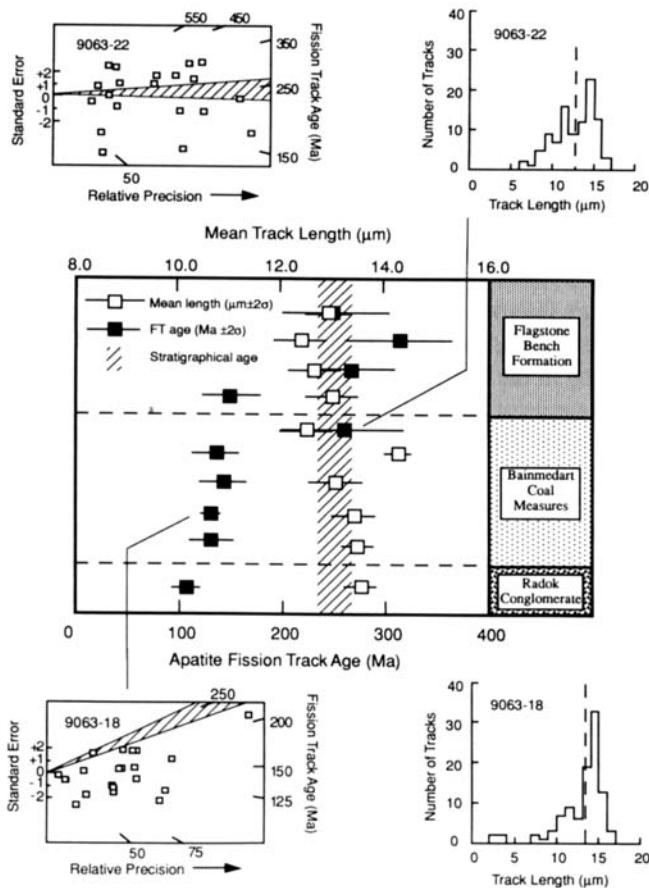 550 450
9063-22
350
Standard Error
+2
+1
0
-1
-2
250
150
Fission Track Age (Ma)
50
Relative Precision
40
30
20
10
0
Number of Tracks
9063-22
0 5 10 15 20
Track Length (μm)
Mean Track Length (μm)
8.0 10.0 12.0 14.0 16.0
Mean length (μm±2σ)
FT age (Ma ±2σ)
Stratigraphical age
Flagstone
Bench
Formation
Bainmedart
Coal
Measures
Radok
Conglomerate
0 100 200 300 400
Apatite Fission Track Age (Ma)
250
9063-18
200
Standard Error
+2
+1
0
-1
-2
150
125
Fission Track Age (Ma)
50 75
Relative Precision
40
30
20
10
0
Number of Tracks
9063-18
0 5 10 15 20
Track Length (μm)